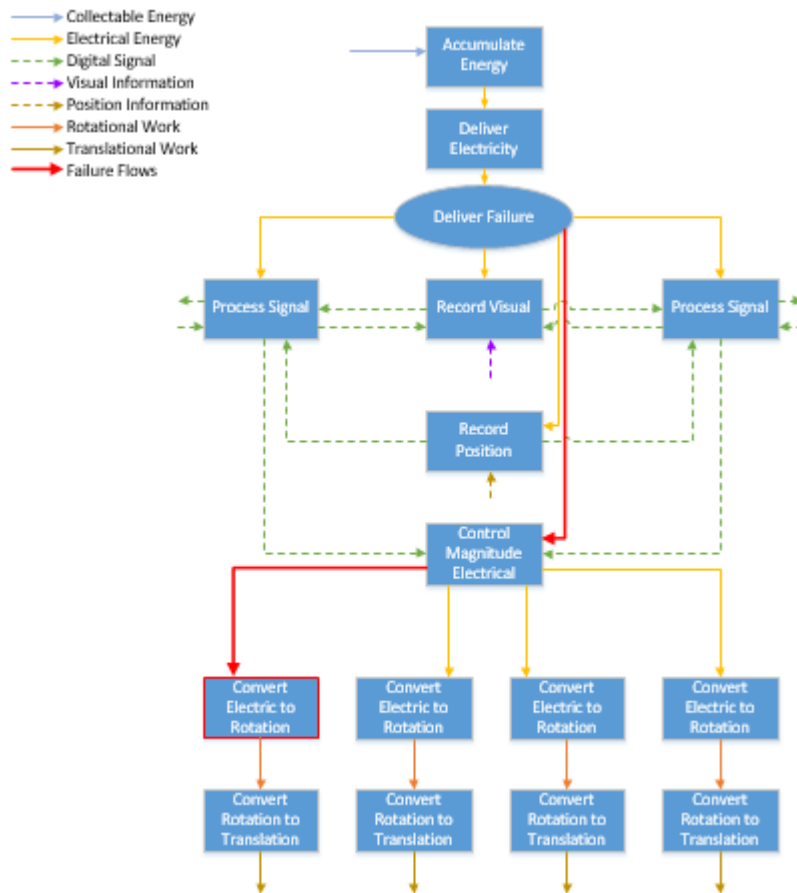 Collectable Energy
Electrical Energy
Digital Signal
Visual Information
Position Information
Rotational Work
Translational Work
Failure Flows
Accumulate
Energy
Deliver
Electricity
Deliver Failure
Process Signal
Record Visual
Process Signal
Record
Position
Control
Magnitude
Electrical
Convert
Electric to
Rotation
Convert
Electric to
Rotation
Convert
Electric to
Rotation
Convert
Electric to
Rotation
Convert
Rotation to
Translation
Convert
Rotation to
Translation
Convert
Rotation to
Translation
Convert
Rotation to
Translation